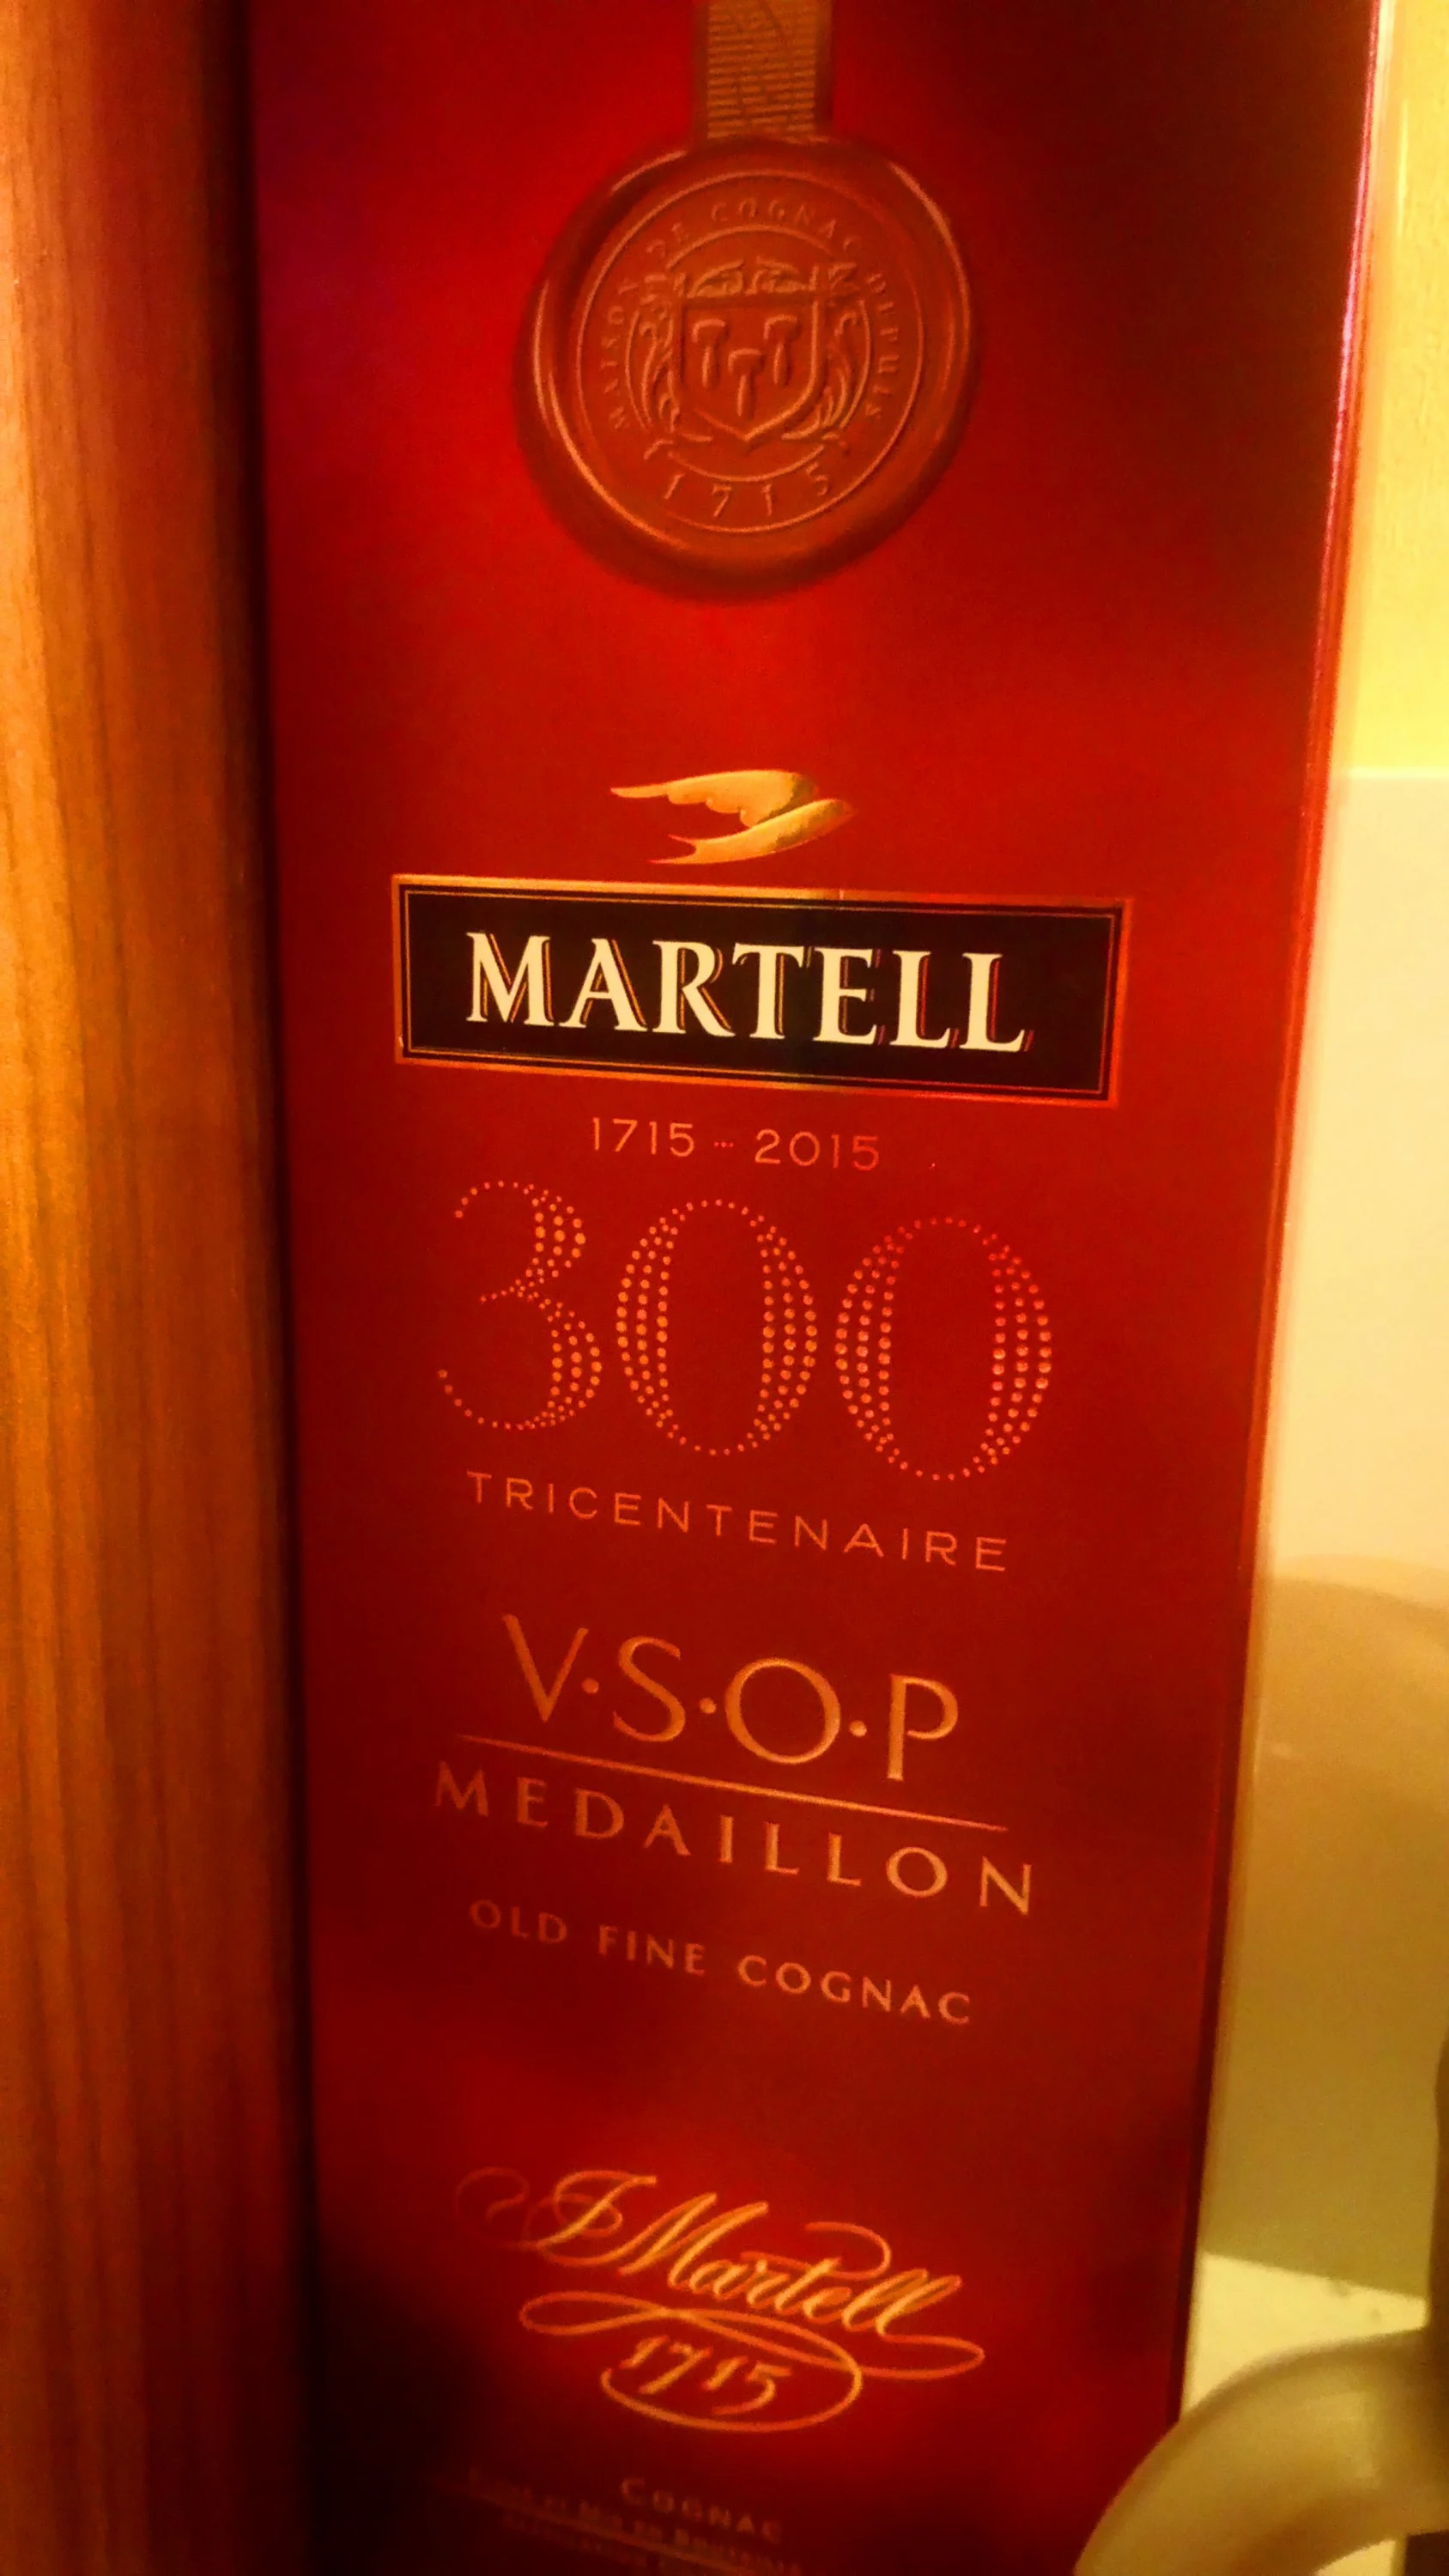 MAISON DE COGNAC DEPUIS
1715
MARTELL
1715 ··· 2015
300
TRICENTENAIRE
V·S·O·P
MEDAILLON
OLD FINE COGNAC
J Martell
1715
COGNAC